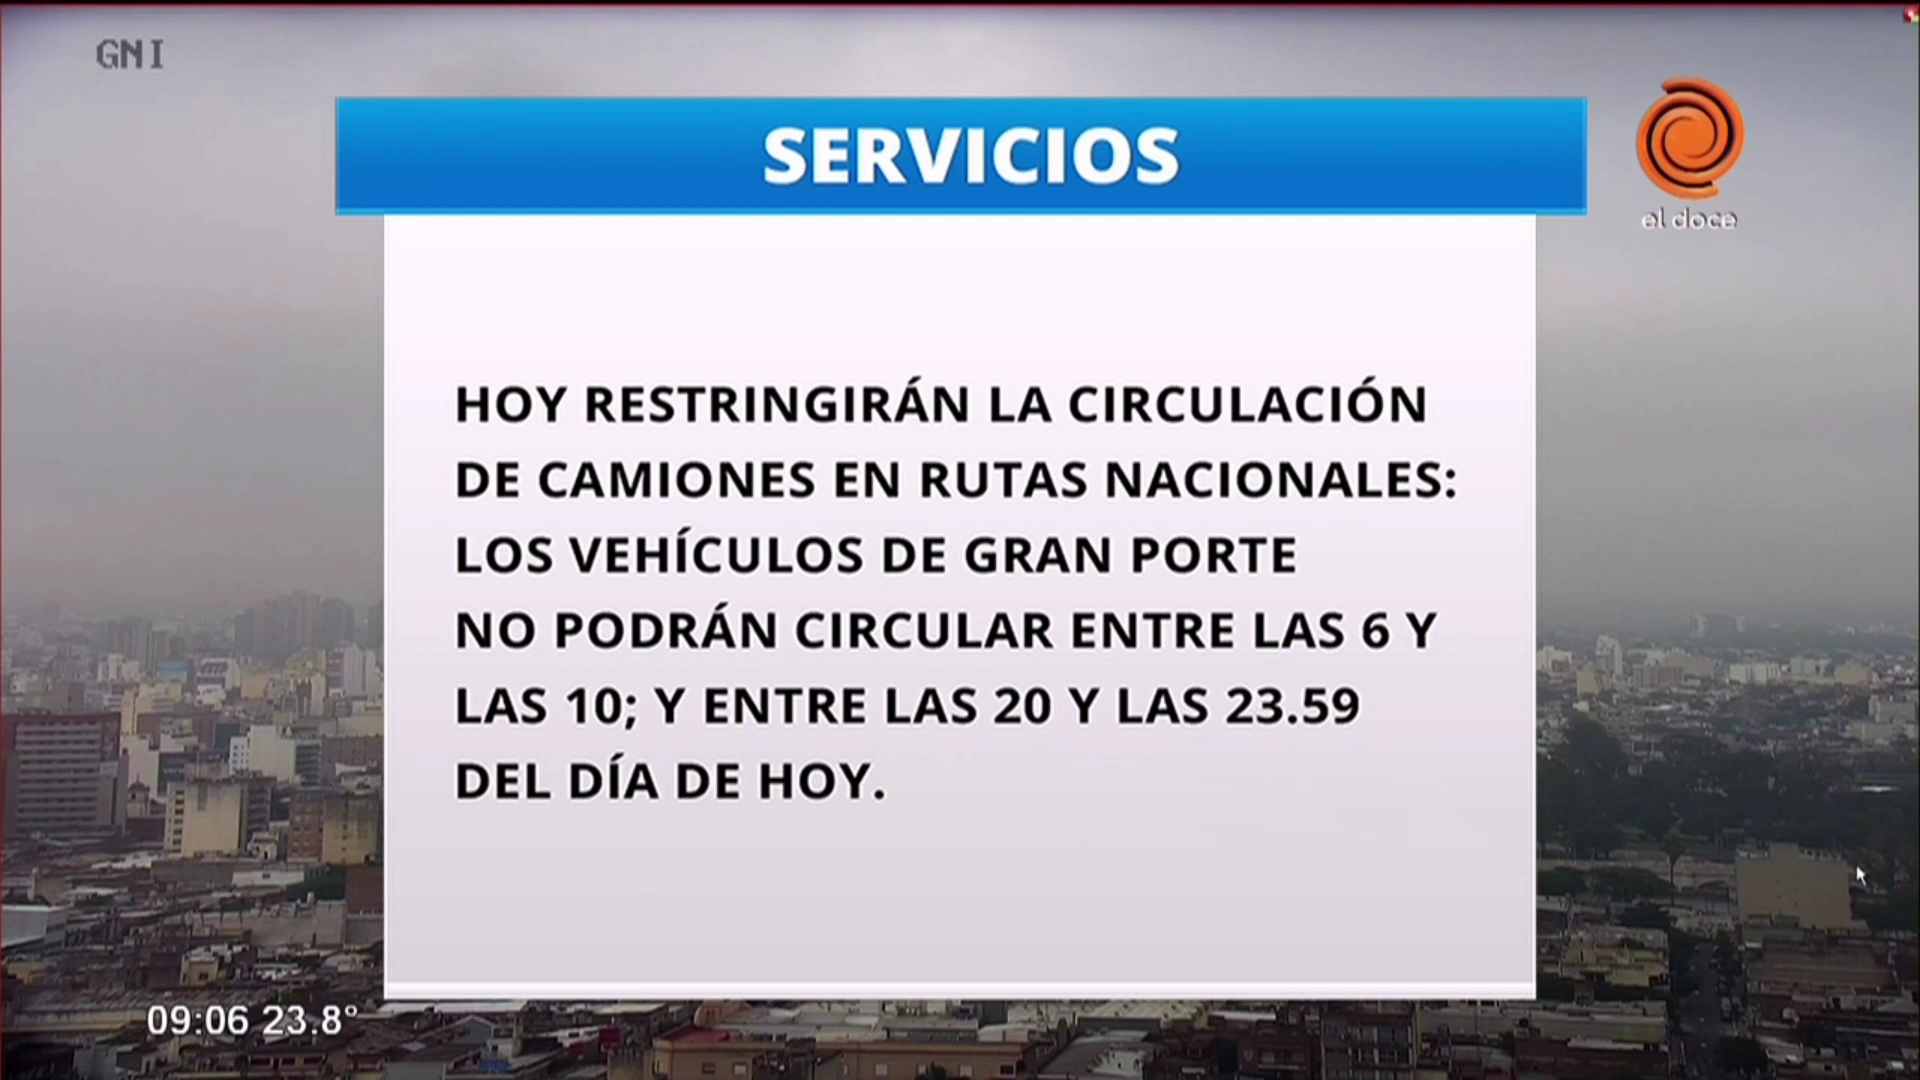 GNI
SERVICIOS
el doce
HOY RESTRINGIRÁN LA CIRCULACIÓN
DE CAMIONES EN RUTAS NACIONALES:
LOS VEHÍCULOS DE GRAN PORTE
NO PODRÁN CIRCULAR ENTRE LAS 6 Y
LAS 10; Y ENTRE LAS 20 Y LAS 23.59
DEL DÍA DE HOY.
09:06 23.8°